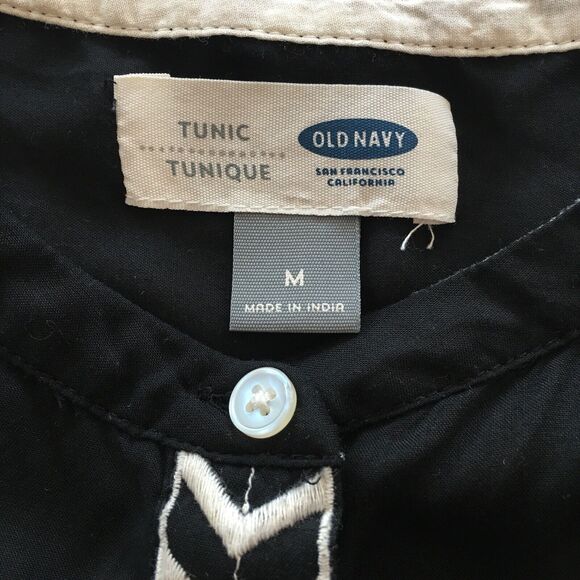 TUNIC
TUNIQUE
OLD NAVY
SAN FRANCISCO
CALIFORNIA
M
MADE IN INDIA